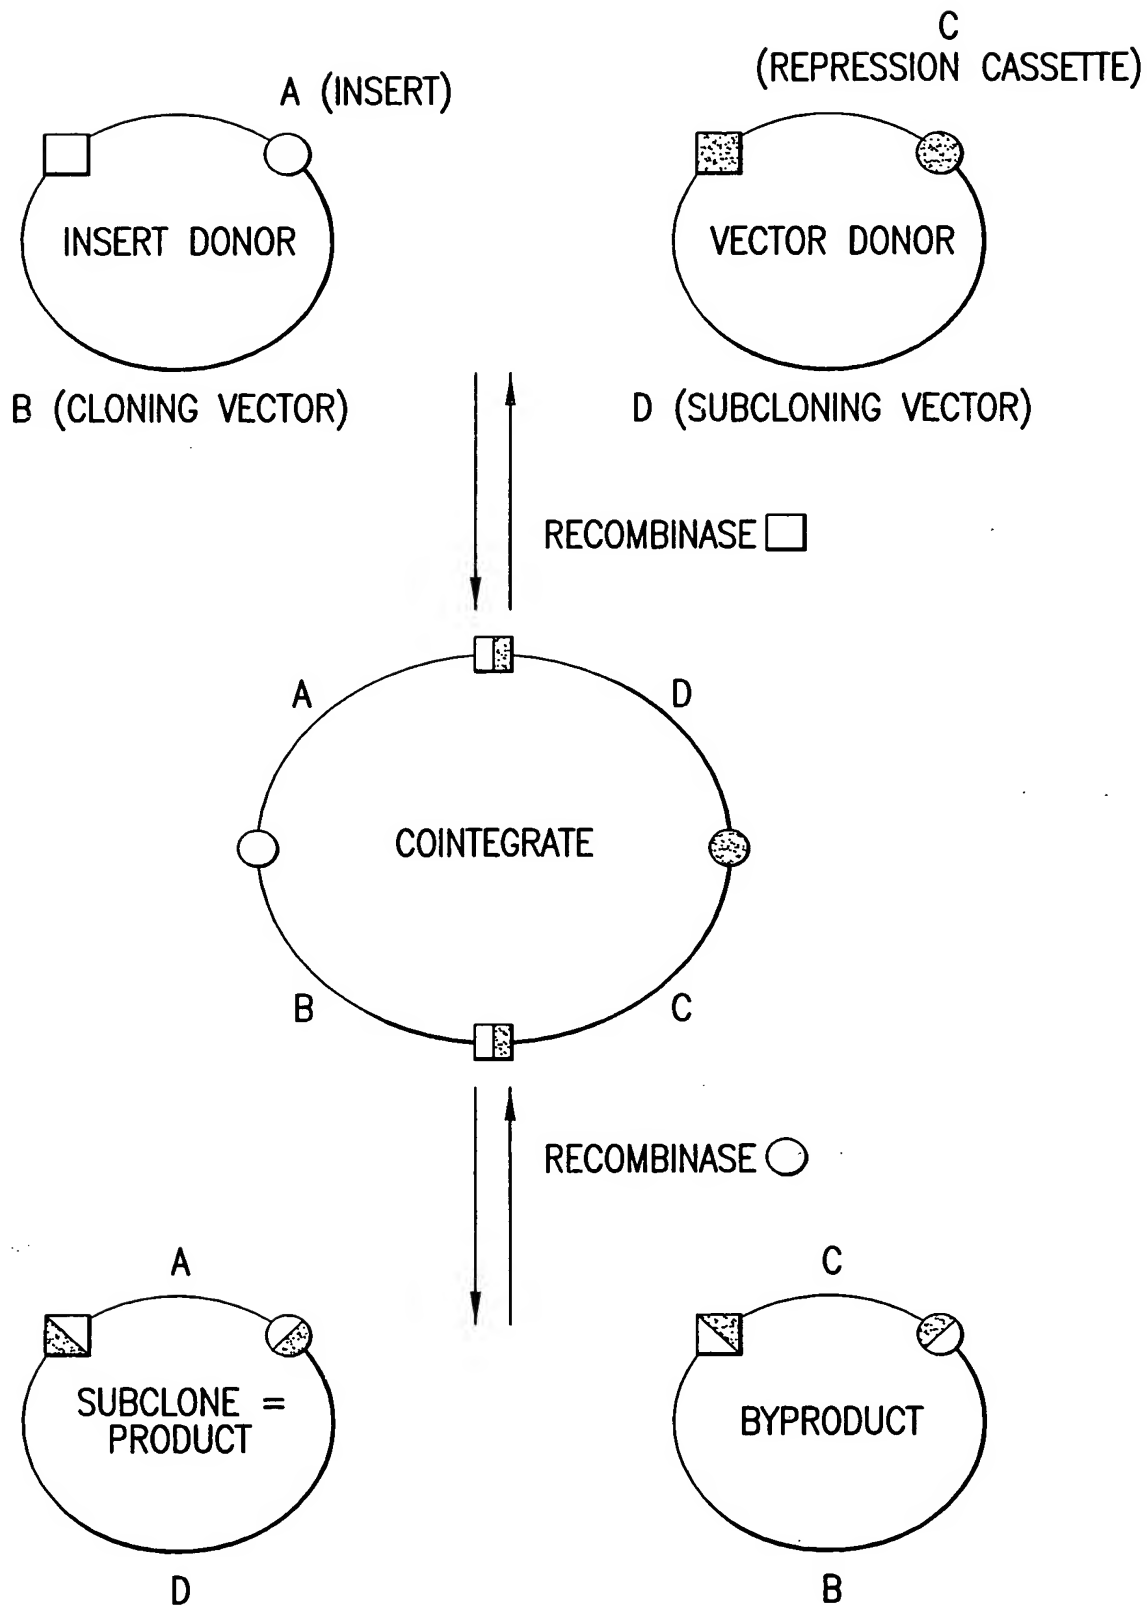 C
(REPRESSION CASSETTE)
A (INSERT)
INSERT DONOR
VECTOR DONOR
B (CLONING VECTOR)
D (SUBCLONING VECTOR)
RECOMBINASE
A
D
COINTEGRATE
B
C
RECOMBINASE
A
C
SUBCLONE =
PRODUCT
BYPRODUCT
D
B